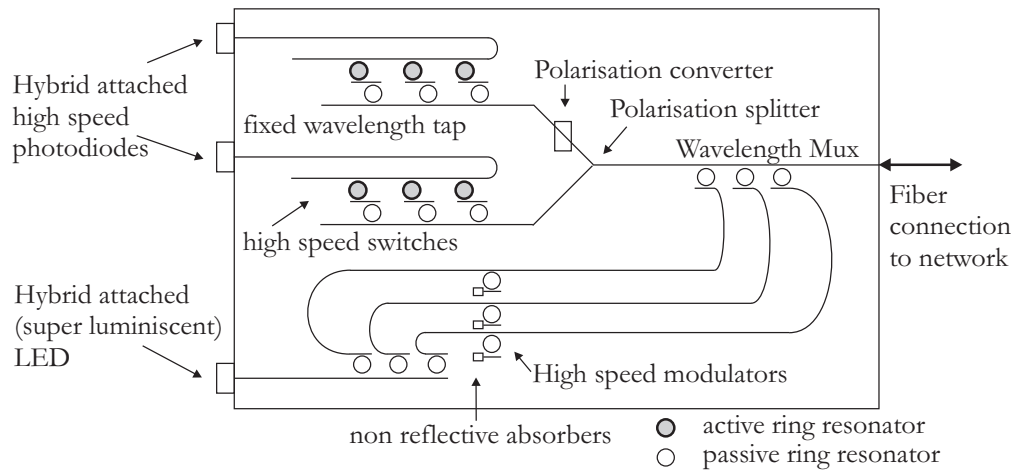 Hybrid attached
high speed
photodiodes
fixed wavelength tap
high speed switches
Polarisation converter
Polarisation splitter
Wavelength Mux
Fiber
connection
to network
Hybrid attached
(super luminiscent)
LED
High speed modulators
non reflective absorbers
active ring resonator
passive ring resonator